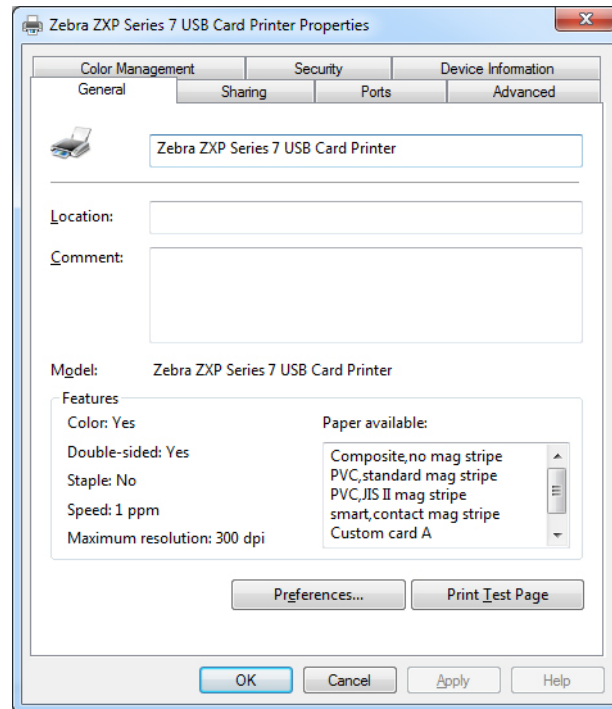 Zebra ZXP Series 7 USB Card Printer Properties
Color Management Security Device Information
General Sharing Ports Advanced
Zebra ZXP Series 7 USB Card Printer
Location:
Comment:
Model: Zebra ZXP Series 7 USB Card Printer
Features
Color: Yes Paper available:
Double-sided: Yes Composite,no mag stripe
PVC,standard mag stripe
Staple: No PVC,JIS II mag stripe
Speed: 1 ppm smart,contact mag stripe
Maximum resolution: 300 dpi Custom card A
Preferences... Print Test Page
OK Cancel Apply Help